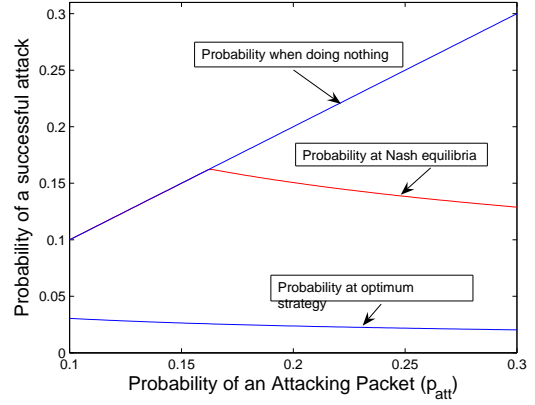 0.3
0.25
0.2
0.15
0.1
0.05
0
Probability of a successful attack
Probability when doing nothing
Probability at Nash equilibria
Probability at optimum
strategy
0.1 0.15 0.2 0.25 0.3
Probability of an Attacking Packet (p_att)